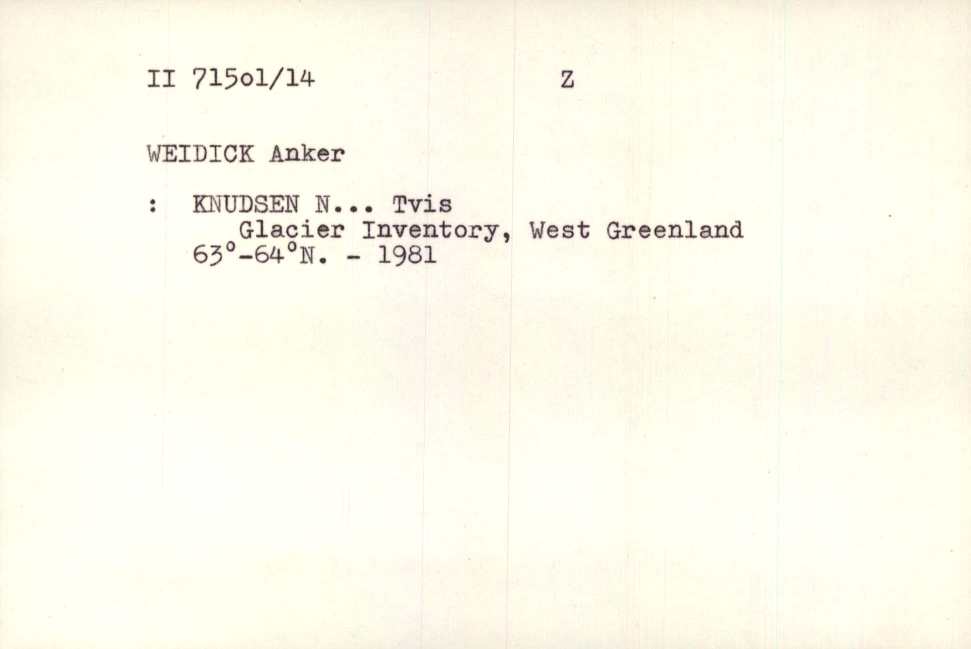 II 715o1/14 Z
WEIDICK Anker
: KNUDSEN N... Tvis
Glacier Inventory, West Greenland
63°-64°N. - 1981